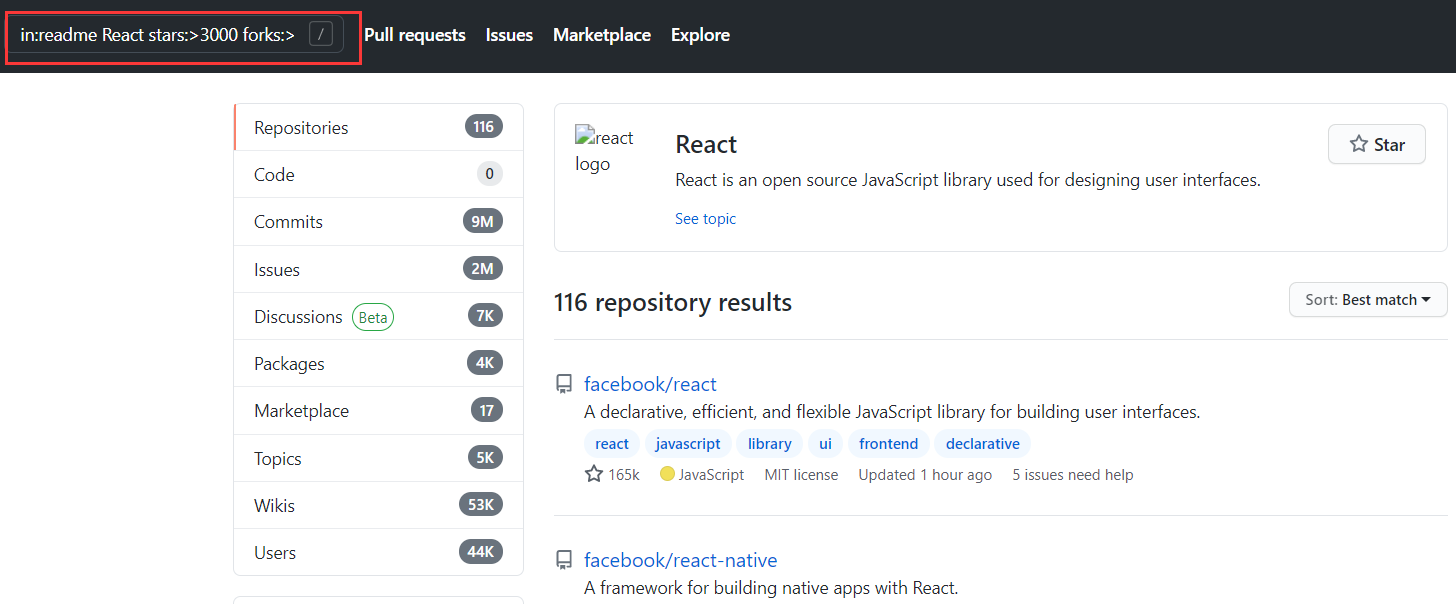 in:readme React stars:>3000 forks:> /
Pull requests Issues Marketplace Explore
Repositories 116
Code 0
Commits 9M
Issues 2M
Discussions Beta 7K
Packages 4K
Marketplace 17
Topics 5K
Wikis 53K
Users 44K
react
logo
React
Star
React is an open source JavaScript library used for designing user interfaces.
See topic
116 repository results
Sort: Best match
facebook/react
A declarative, efficient, and flexible JavaScript library for building user interfaces.
react javascript library ui frontend declarative
165k JavaScript MIT license Updated 1 hour ago 5 issues need help
facebook/react-native
A framework for building native apps with React.